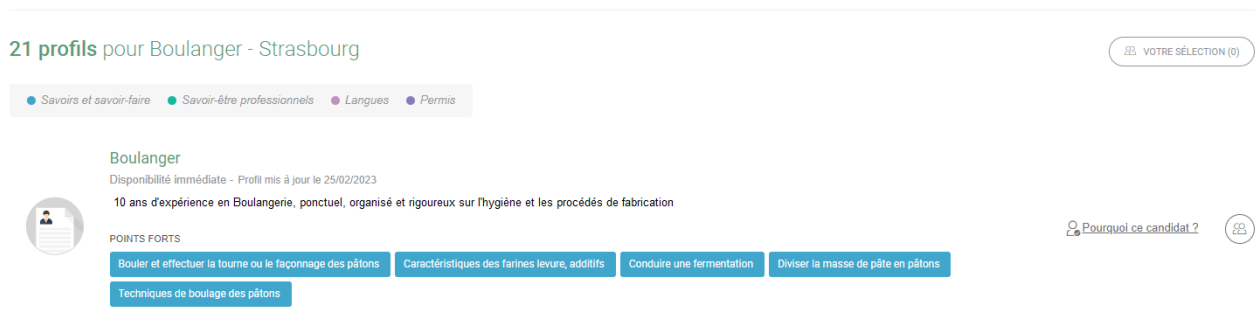 21 profils pour Boulanger - Strasbourg
VOTRE SÉLECTION (0)
Savoirs et savoir-faire Savoir-être professionnels Langues Permis
Boulanger
Disponibilité immédiate - Profil mis à jour le 25/02/2023
10 ans d'expérience en Boulangerie, ponctuel, organisé et rigoureux sur l'hygiène et les procédés de fabrication
Pourquoi ce candidat ?
POINTS FORTS
Bouler et effectuer la tourne ou le façonnage des pâtons Caractéristiques des farines levure, additifs Conduire une fermentation Diviser la masse de pâte en pâtons
Techniques de boulage des pâtons